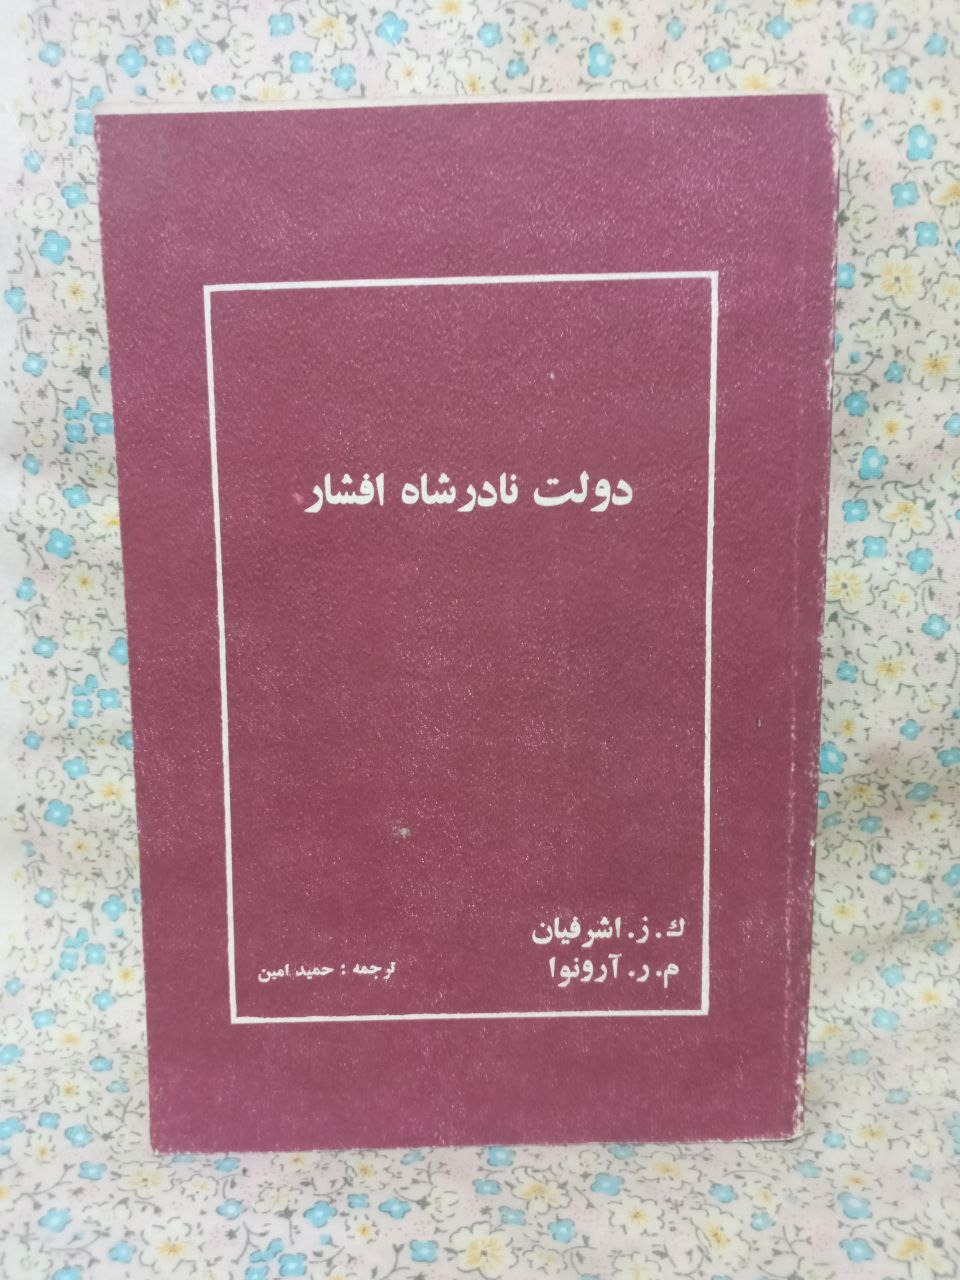 دولت نادرشاه افشار
ك. ز. اشرفیان
م. ر. آرونوا
ترجمه : حمید امین